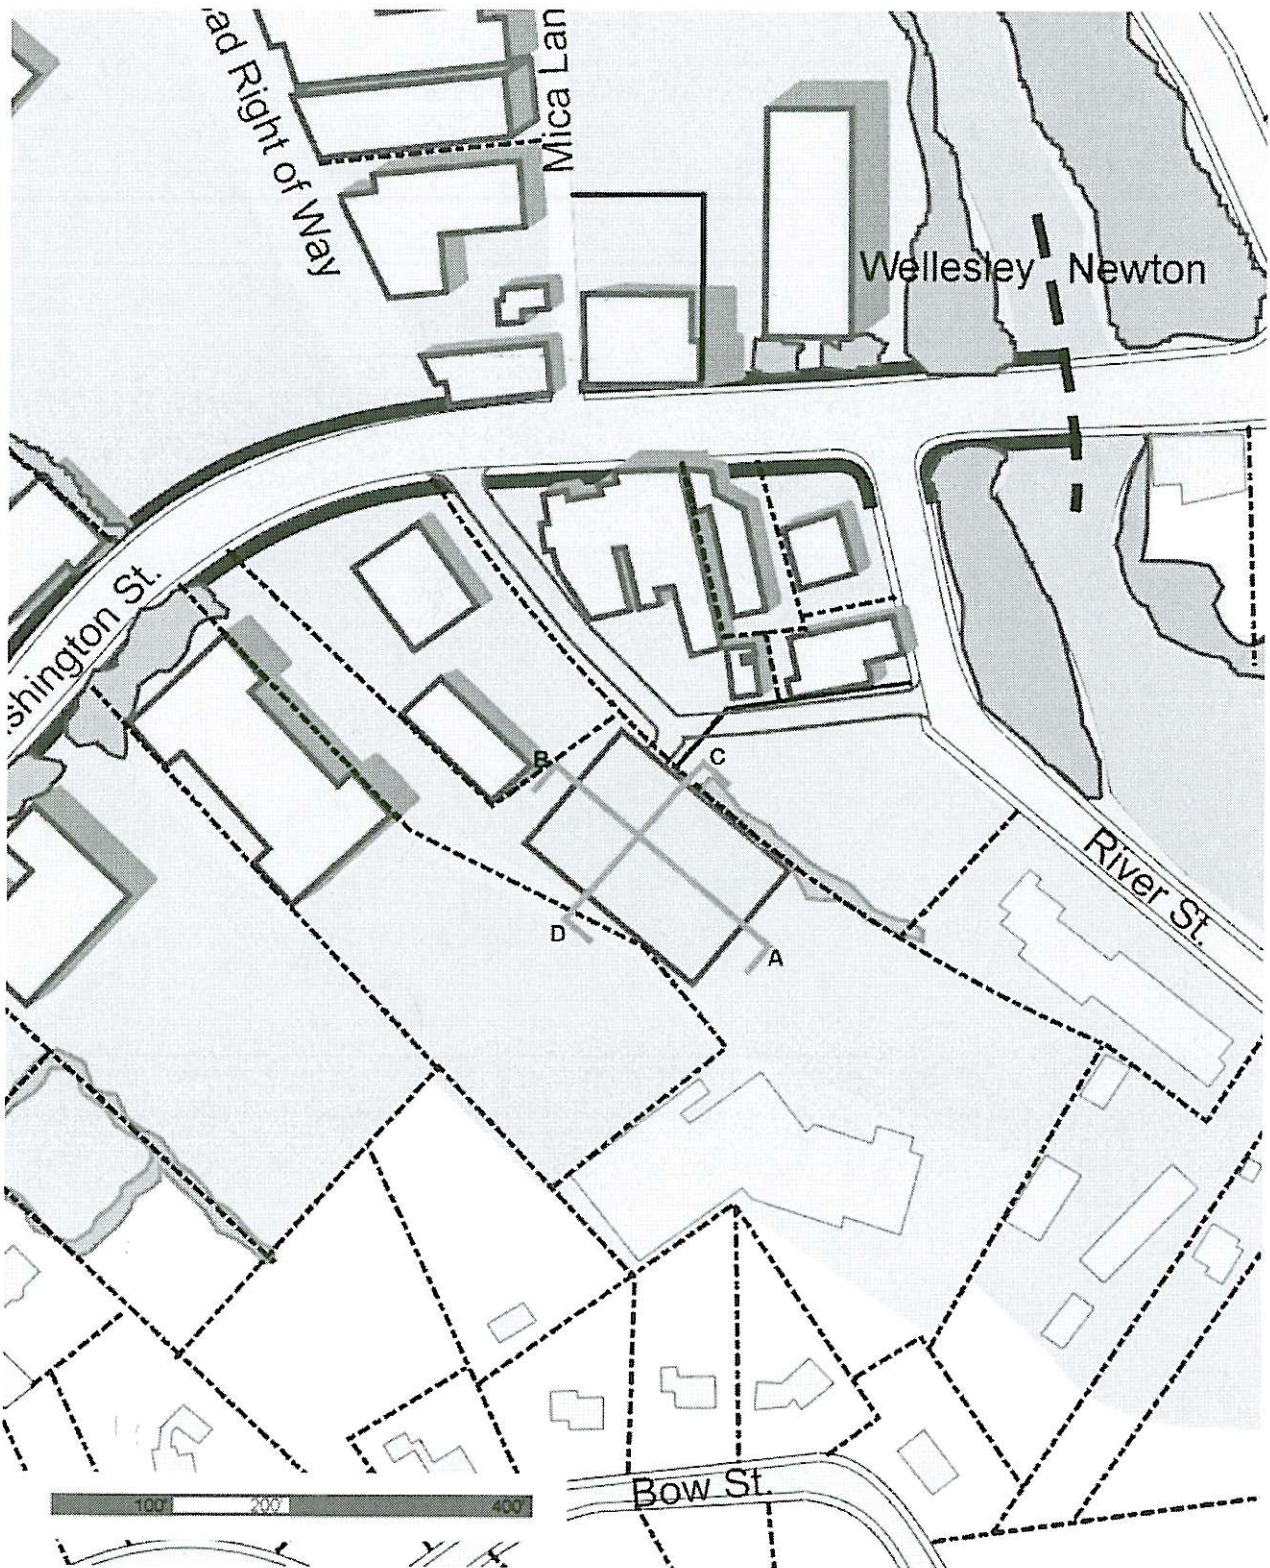 ad Right of Way
Mica Lan
Wellesley
Newton
shington St.
B
C
D
A
River St.
Bow St.
100'
200'
400'